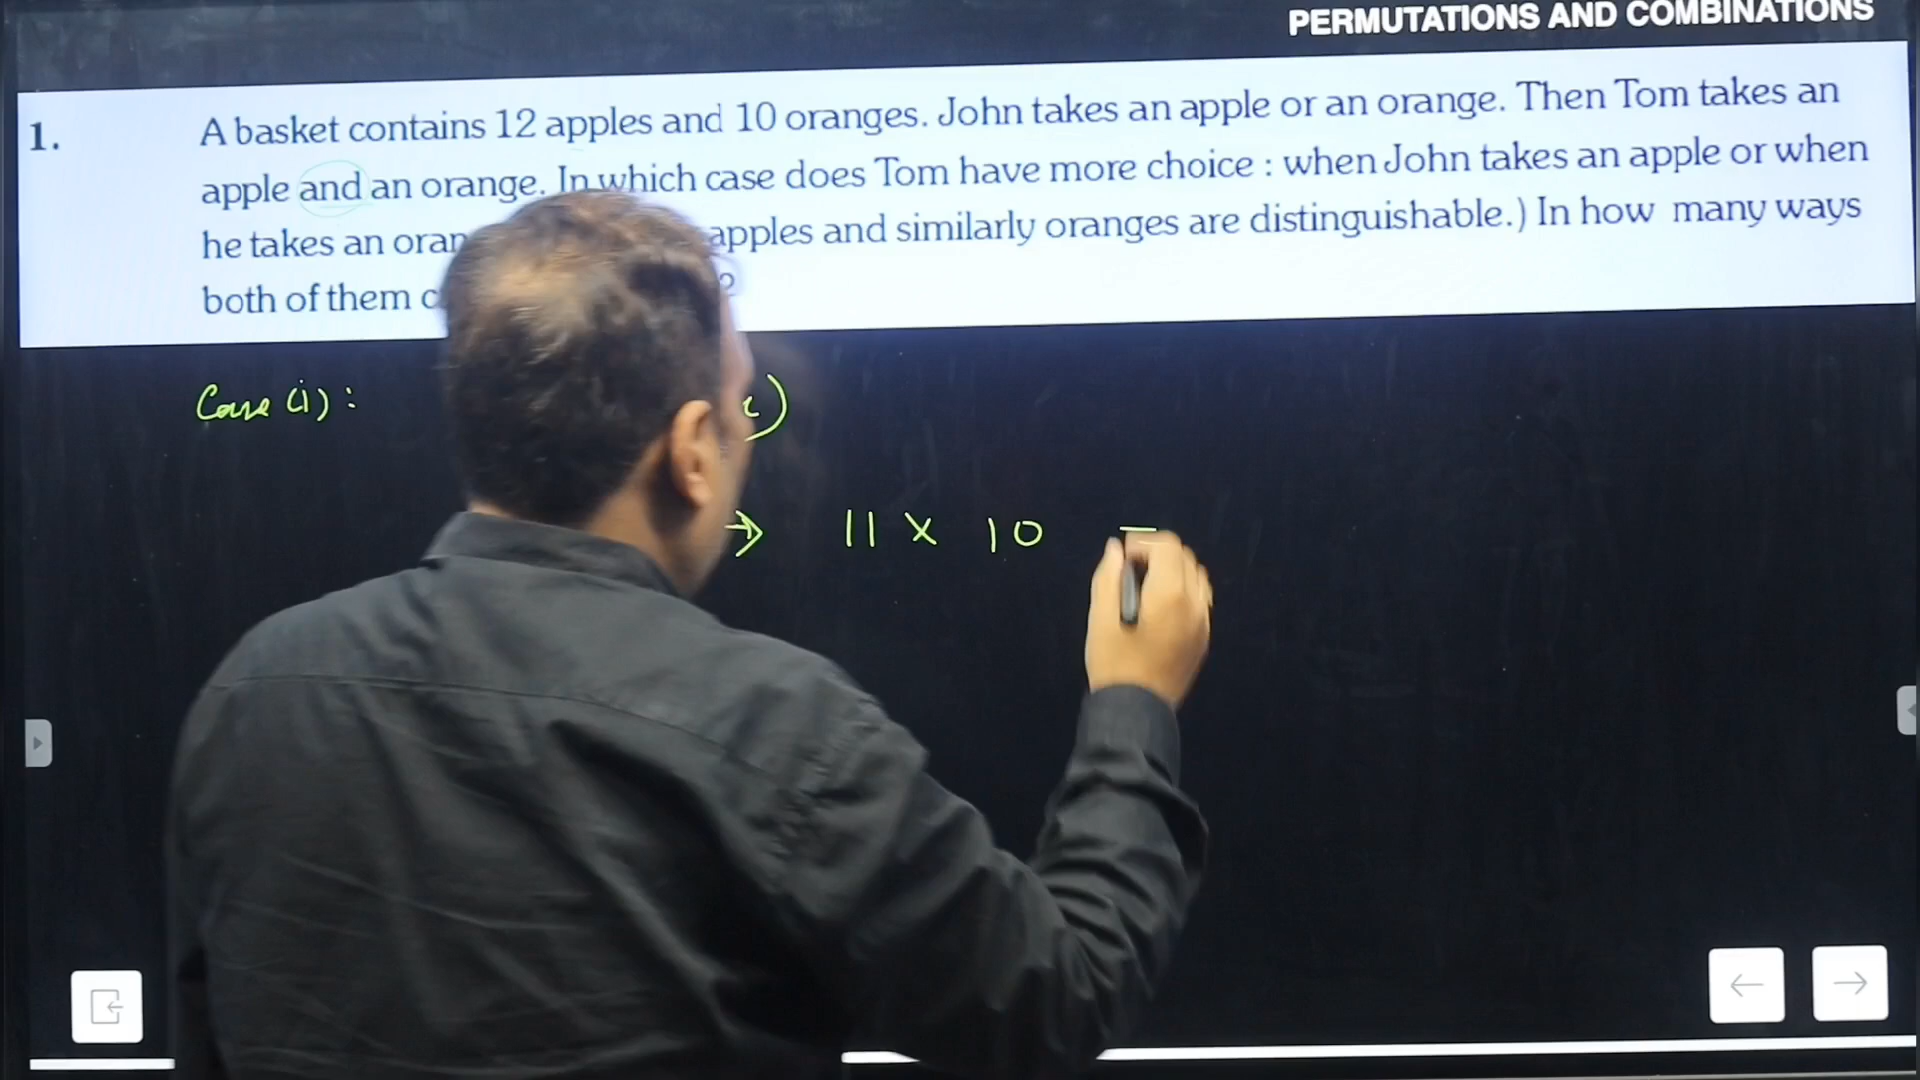 PERMUTATIONS AND COMBINATIONS
1. A basket contains 12 apples and 10 oranges. John takes an apple or an orange. Then Tom takes an
apple and an orange. In which case does Tom have more choice : when John takes an apple or when
he takes an apples and similarly oranges are distinguishable.) In how many ways
both of them
Case (i) : )
→ 11 × 10